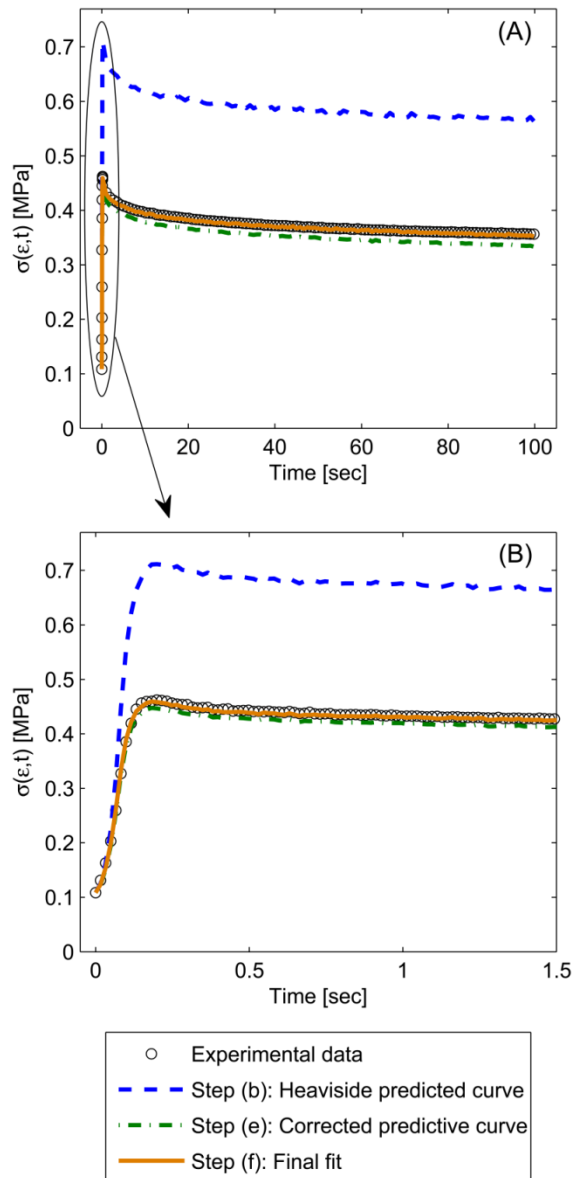 (A)
0.7
0.6
0.5
0.4
0.3
0.2
0.1
0
σ(ε,t) [MPa]
0 20 40 60 80 100
Time [sec]
(B)
0.7
0.6
0.5
0.4
0.3
0.2
0.1
0
σ(ε,t) [MPa]
0 0.5 1 1.5
Time [sec]
Experimental data
Step (b): Heaviside predicted curve
Step (e): Corrected predictive curve
Step (f): Final fit